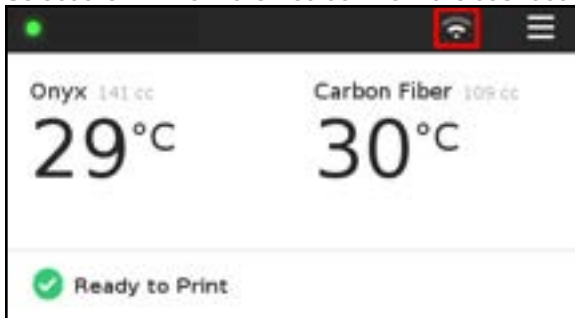 Onyx 141 cc
Carbon Fiber 109 cc
29°C
30°C
Ready to Print